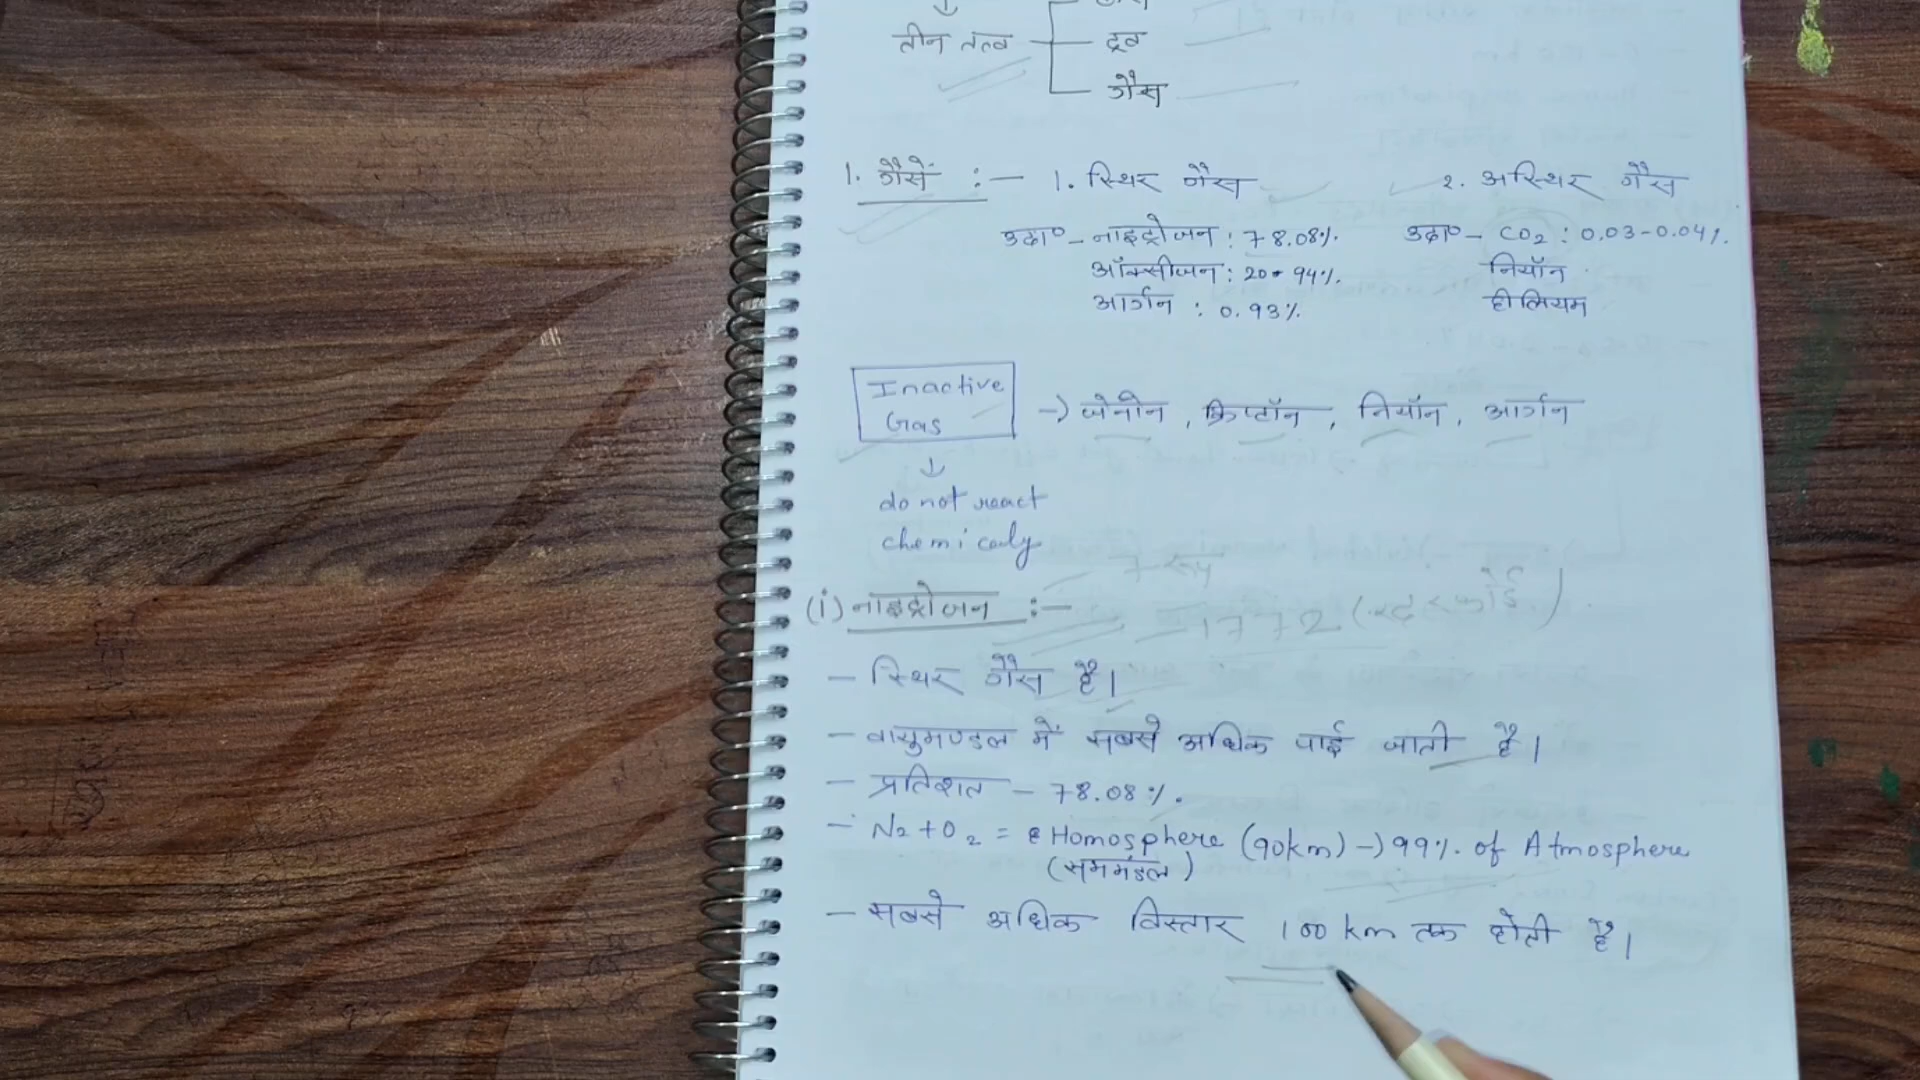 तीन तत्व
द्रव
गैस
1. गैसें :- 1. स्थिर गैस 2. अस्थिर गैस
उदा० - नाइट्रोजन : 78.08% उदा० - CO2 : 0.03-0.04%
ऑक्सीजन : 20.94% नियॉन
आर्गन : 0.93% हीलियम
Inactive
Gas
→ जेनोन, क्रिप्टॉन, नियॉन, आर्गन
↓
do not react
chemicaly
(i) नाइट्रोजन :-
1772 (रदरफोर्ड)
- स्थिर गैस है।
- वायुमण्डल में सबसे अधिक पाई जाती है।
- प्रतिशत - 78.08%.
- N2 + O2 = Homosphere (90km) → 99% of Atmosphere
(सममंडल)
- सबसे अधिक विस्तार 100 km तक होती है।